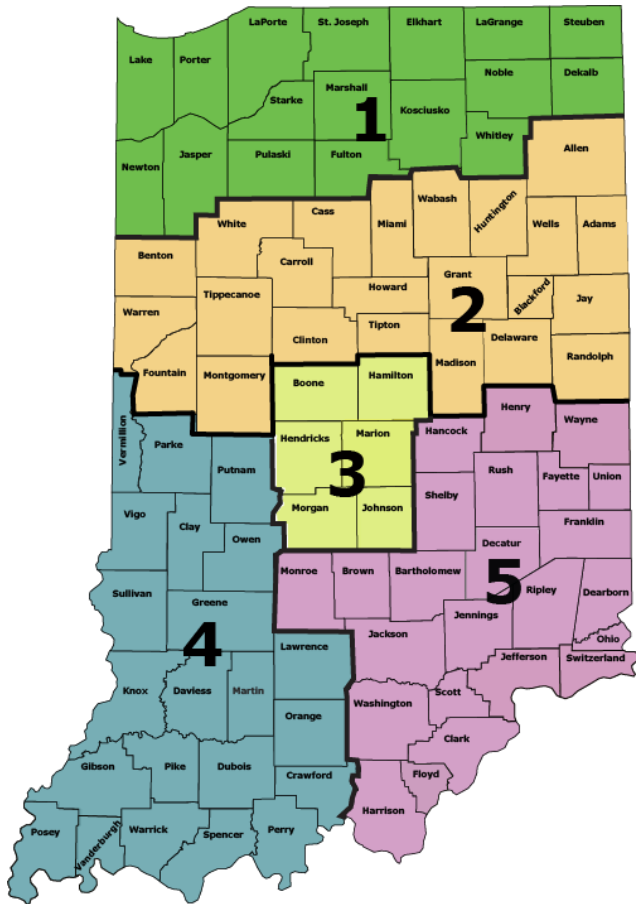 LaPorte
St. Joseph
Elkhart
LaGrange
Steuben
Lake
Porter
Noble
Dekalb
Starke
Marshall
Kosciusko
1
Whitley
Newton
Jasper
Pulaski
Fulton
Allen
White
Cass
Miami
Wabash
Huntington
Wells
Adams
Benton
Carroll
Grant
Tippecanoe
Howard
Blackford
Jay
Warren
2
Clinton
Tipton
Delaware
Madison
Randolph
Fountain
Montgomery
Boone
Hamilton
Henry
Wayne
Vermillion
Parke
Hendricks
Marion
Hancock
Putnam
3
Rush
Fayette
Union
Shelby
Vigo
Clay
Morgan
Johnson
Franklin
Owen
Decatur
Monroe
Brown
Bartholomew
5
Sullivan
Greene
Ripley
Dearborn
Jennings
4
Jackson
Ohio
Lawrence
Jefferson
Switzerland
Knox
Daviess
Martin
Scott
Washington
Orange
Clark
Gibson
Pike
Dubois
Crawford
Floyd
Harrison
Posey
Vanderburgh
Warrick
Spencer
Perry